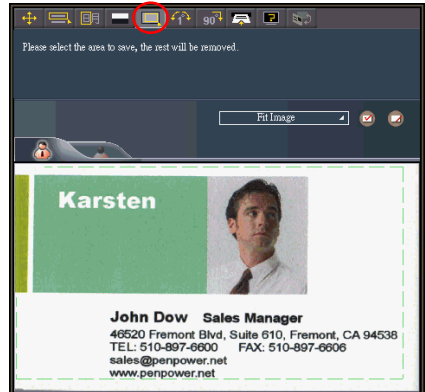 1
90
?
Please select the area to save, the rest will be removed.
Fit Image
Karsten
John Dow Sales Manager
46520 Fremont Blvd, Suite 610, Fremont, CA 94538
TEL: 510-897-6600 FAX: 510-897-6606
sales@penpower.net
www.penpower.net